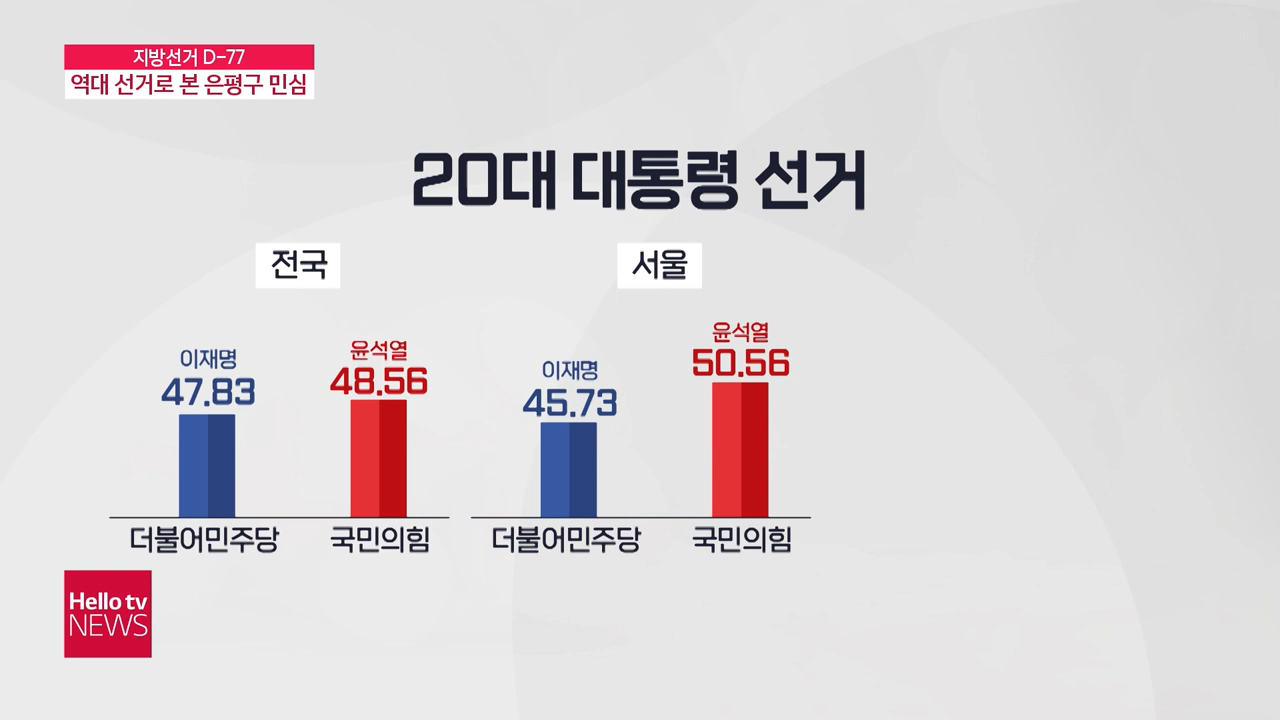 지방선거 D-77
역대 선거로 본 은평구 민심
20대 대통령 선거
전국
서울
이재명
47.83
윤석열
48.56
이재명
45.73
윤석열
50.56
더불어민주당
국민의힘
더불어민주당
국민의힘
Hello tv
NEWS